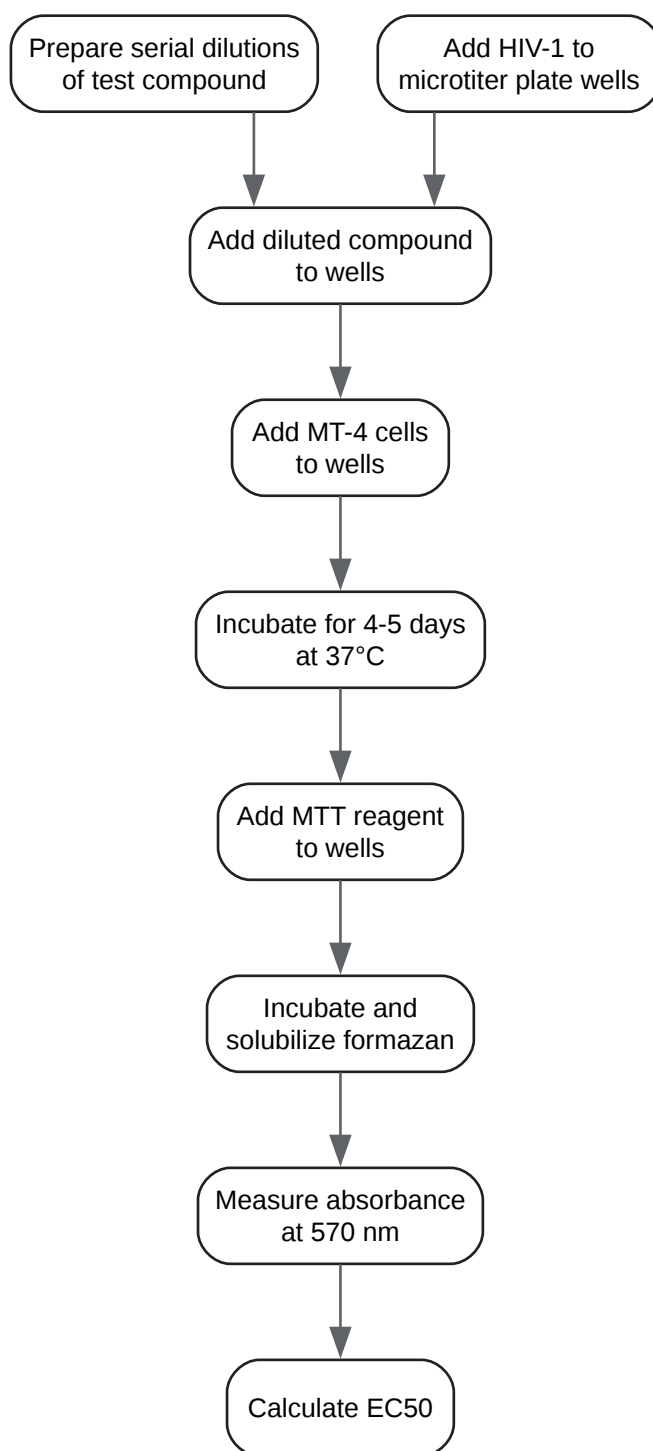 Prepare serial dilutions
of test compound
Add HIV-1 to
microtiter plate wells
Add diluted compound
to wells
Add MT-4 cells
to wells
Incubate for 4-5 days
at 37°C
Add MTT reagent
to wells
Incubate and
solubilize formazan
Measure absorbance
at 570 nm
Calculate EC50